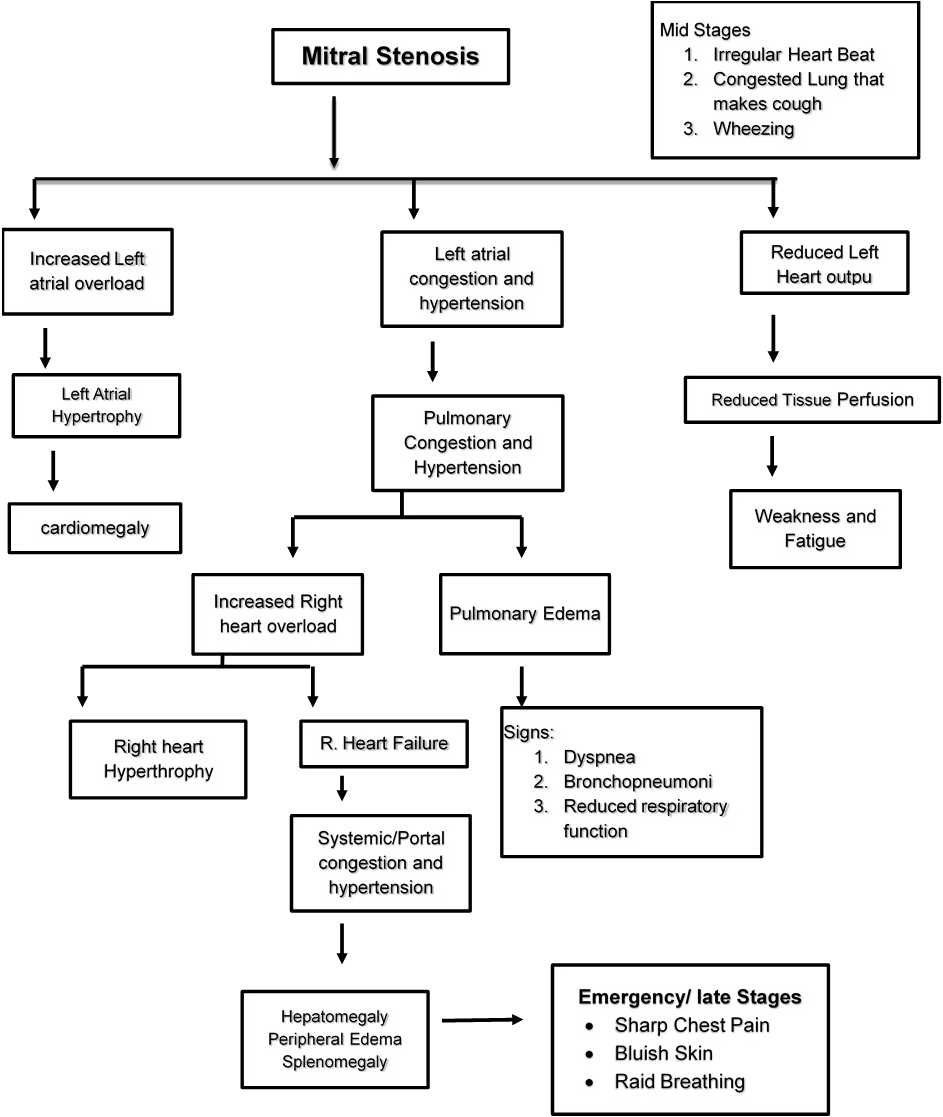 Mitral Stenosis
Mid Stages
1. Irregular Heart Beat
2. Congested Lung that
makes cough
3. Wheezing
Increased Left
atrial overload
Left atrial
congestion and
hypertension
Reduced Left
Heart outpu
Left Atrial
Hypertrophy
Pulmonary
Congestion and
Hypertension
Reduced Tissue Perfusion
cardiomegaly
Weakness and
Fatigue
Increased Right
heart overload
Pulmonary Edema
Right heart
Hyperthrophy
R. Heart Failure
Signs:
1. Dyspnea
2. Bronchopneumoni
3. Reduced respiratory
function
Systemic/Portal
congestion and
hypertension
Hepatomegaly
Peripheral Edema
Splenomegaly
Emergency/ late Stages
• Sharp Chest Pain
• Bluish Skin
• Raid Breathing